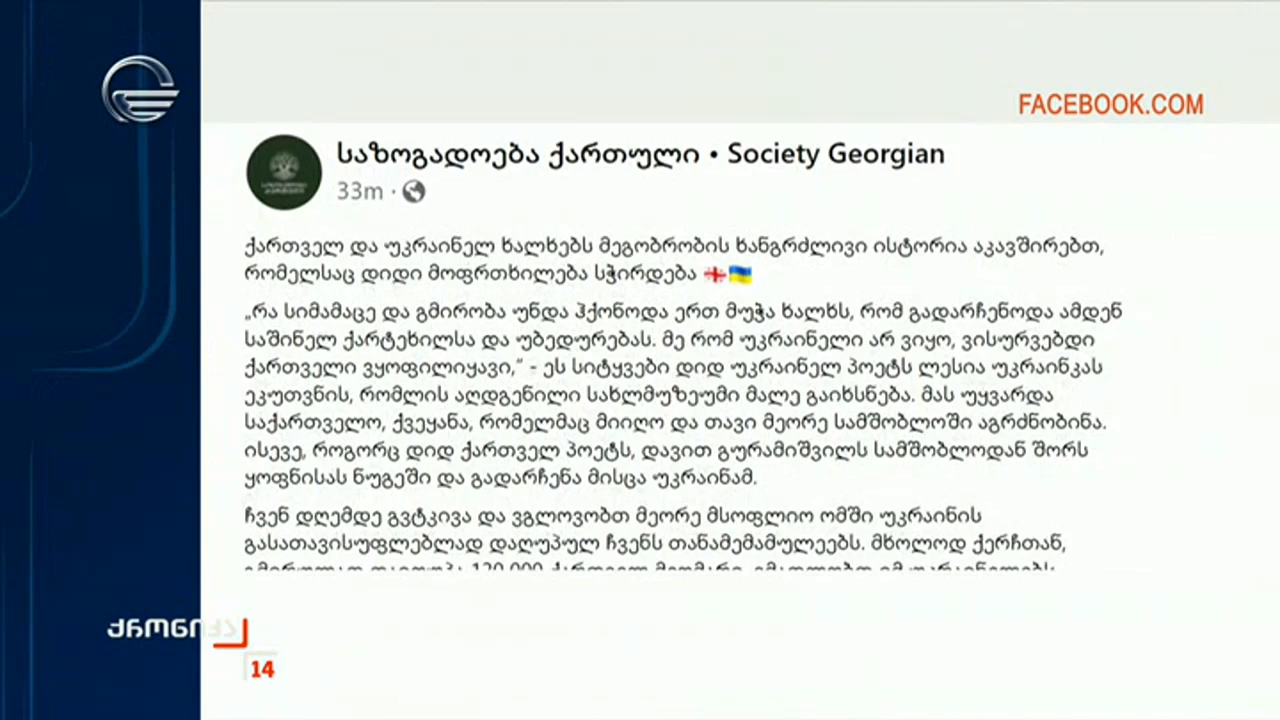 FACEBOOK.COM
საზოგადოება ქართული • Society Georgian
33m ·
ქართველ და უკრაინელ ხალხებს მეგობრობის ხანგრძლივი ისტორია აკავშირებთ,
რომელსაც დიდი მოფრთხილება სჭირდება
„რა სიმამაცე და გმირობა უნდა ჰქონოდა ერთ მუჭა ხალხს, რომ გადარჩენოდა ამდენ
საშინელ ქარტეხილსა და უბედურებას. მე რომ უკრაინელი არ ვიყო, ვისურვებდი
ქართველი ვყოფილიყავი,” - ეს სიტყვები დიდ უკრაინელ პოეტს ლესია უკრაინკას
ეკუთვნის, რომლის აღდგენილი სახლმუზეუმი მალე გაიხსნება. მას უყვარდა
საქართველო, ქვეყანა, რომელმაც მიიღო და თავი მეორე სამშობლოში აგრძნობინა.
ისევე, როგორც დიდ ქართველ პოეტს, დავით გურამიშვილს სამშობლოდან შორს
ყოფნისას ნუგეში და გადარჩენა მისცა უკრაინამ.
ჩვენ დღემდე გვტკივა და ვგლოვობთ მეორე მსოფლიო ომში უკრაინის
გასათავისუფლებლად დაღუპულ ჩვენს თანამემამულეებს. მხოლოდ ქერჩთან,
ქრონიკა
14